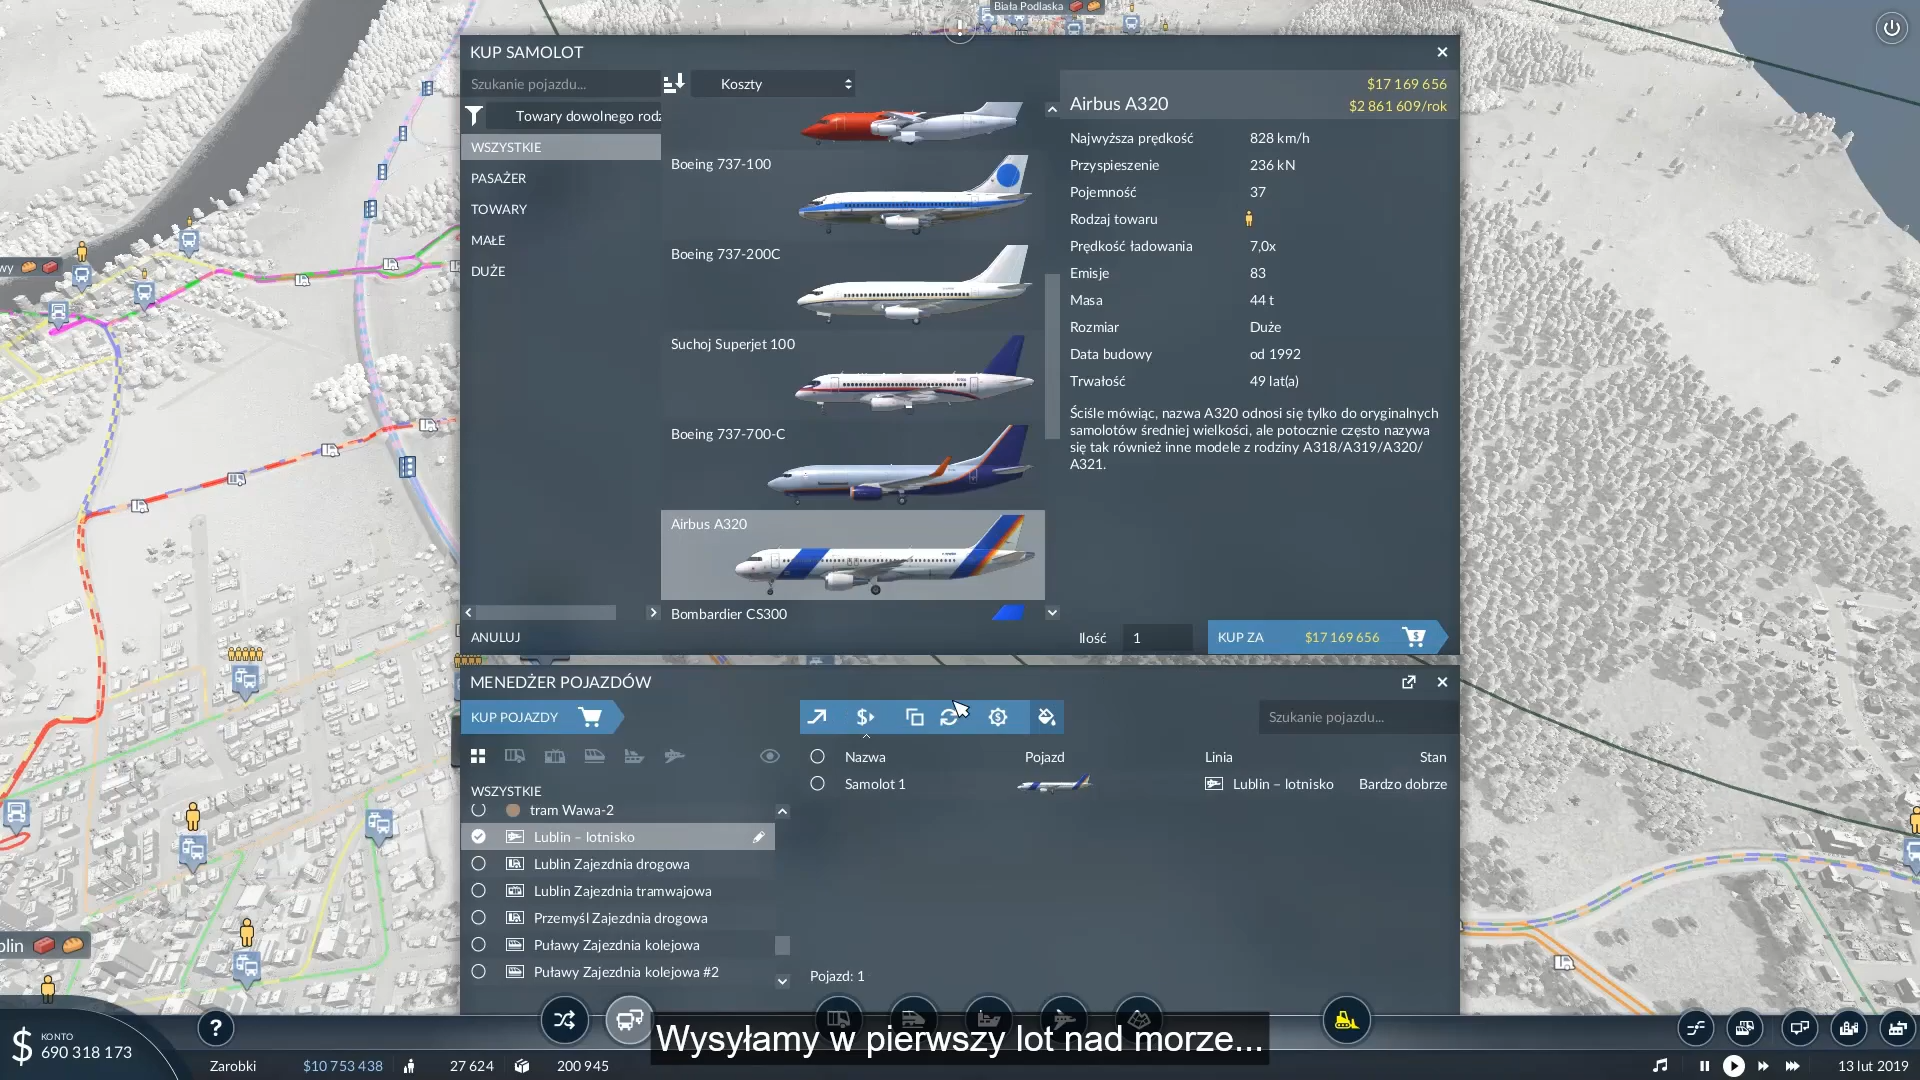 Biała Podlaska
KUP SAMOLOT
Szukanie pojazdu...
Koszty
Towary dowolnego rodz
WSZYSTKIE
PASAŻER
TOWARY
MAŁE
DUŻE
Boeing 737-100
Boeing 737-200C
Suchoj Superjet 100
Boeing 737-700-C
Airbus A320
Bombardier CS300
$17 169 656
Airbus A320
$2 861 609/rok
Najwyższa prędkość 828 km/h
Przyspieszenie 236 kN
Pojemność 37
Rodzaj towaru
Prędkość ładowania 7,0x
Emisje 83
Masa 44 t
Rozmiar Duże
Data budowy od 1992
Trwałość 49 lat(a)
Ściśle mówiąc, nazwa A320 odnosi się tylko do oryginalnych
samolotów średniej wielkości, ale potocznie często nazywa
się tak również inne modele z rodziny A318/A319/A320/
A321.
ANULUJ
Ilość 1
KUP ZA $17 169 656
MENEDŻER POJAZDÓW
KUP POJAZDY
Szukanie pojazdu...
WSZYSTKIE
tram Wawa-2
Lublin – lotnisko
Lublin Zajezdnia drogowa
Lublin Zajezdnia tramwajowa
Przemyśl Zajezdnia drogowa
Puławy Zajezdnia kolejowa
Puławy Zajezdnia kolejowa #2
Nazwa Pojazd Linia Stan
Samolot 1 Lublin – lotnisko Bardzo dobrze
Pojazd: 1
wy
blin
Wysyłamy w pierwszy lot nad morze...
KONTO
690 318 173
?
Zarobki $10 753 438 27 624 200 945
13 lut 2019